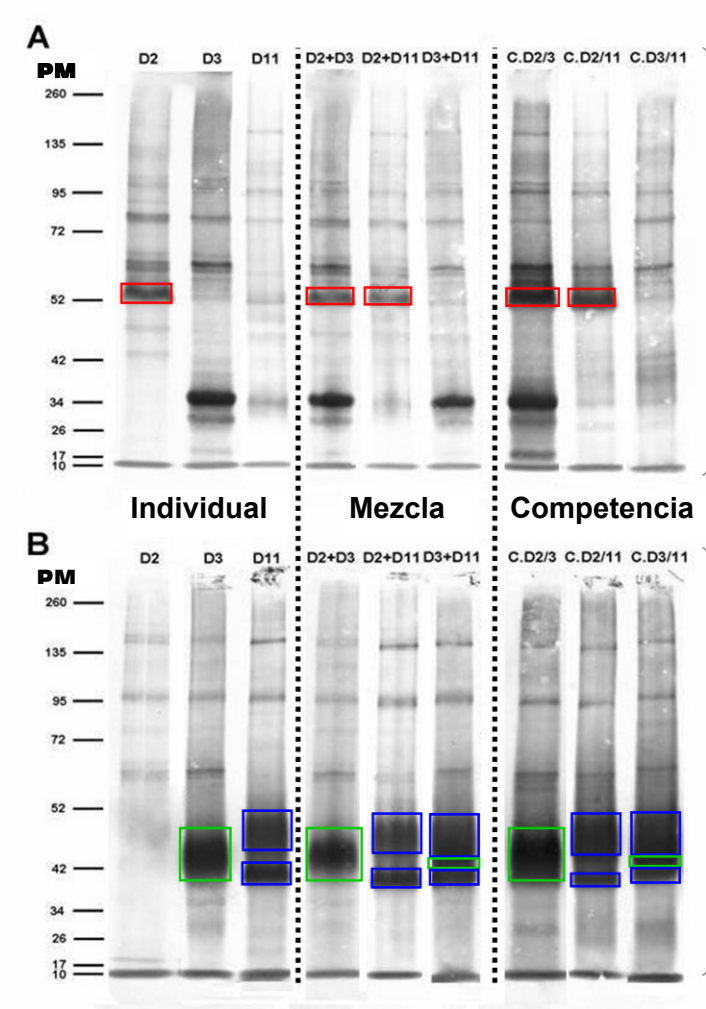 A
D2 D3 D11 D2+D3 D2+D11 D3+D11 C.D2/3 C.D2/11 C.D3/11
PM
260
135
95
72
52
42
34
26
17
10
Individual Mezcla Competencia
B
D2 D3 D11 D2+D3 D2+D11 D3+D11 C.D2/3 C.D2/11 C.D3/11
PM
260
135
95
72
52
42
34
26
17
10